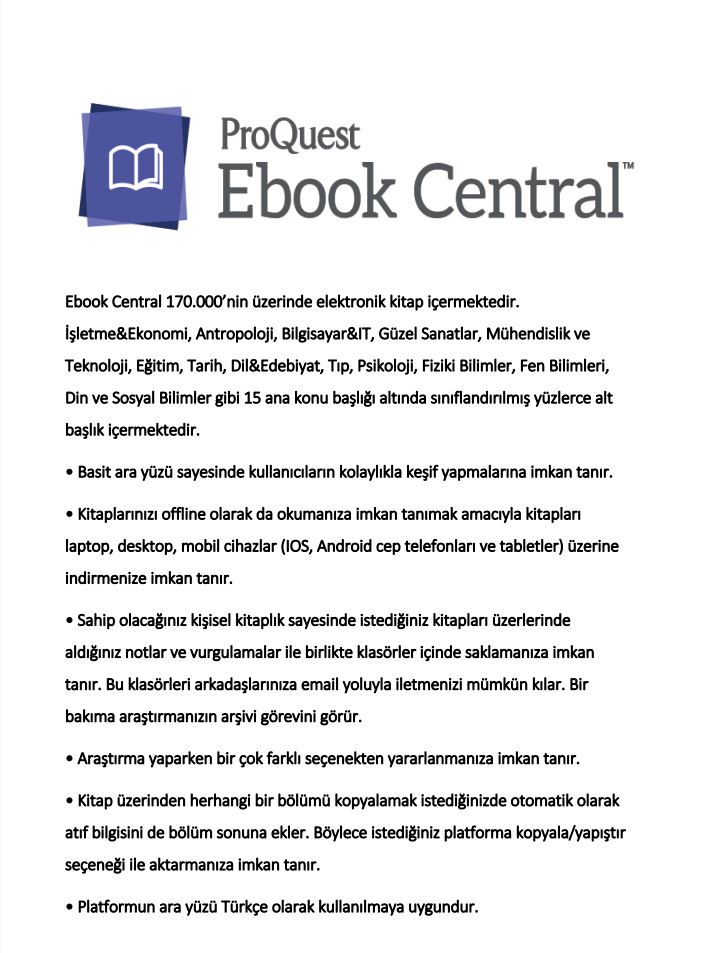 ProQuest
Ebook Central™
Ebook Central 170.000’nin üzerinde elektronik kitap içermektedir.
İşletme&Ekonomi, Antropoloji, Bilgisayar&IT, Güzel Sanatlar, Mühendislik ve
Teknoloji, Eğitim, Tarih, Dil&Edebiyat, Tıp, Psikoloji, Fiziki Bilimler, Fen Bilimleri,
Din ve Sosyal Bilimler gibi 15 ana konu başlığı altında sınıflandırılmış yüzlerce alt
başlık içermektedir.
• Basit ara yüzü sayesinde kullanıcıların kolaylıkla keşif yapmalarına imkan tanır.
• Kitaplarınızı offline olarak da okumanıza imkan tanımak amacıyla kitapları
laptop, desktop, mobil cihazlar (IOS, Android cep telefonları ve tabletler) üzerine
indirmenize imkan tanır.
• Sahip olacağınız kişisel kitaplık sayesinde istediğiniz kitapları üzerlerinde
aldığınız notlar ve vurgulamalar ile birlikte klasörler içinde saklamanıza imkan
tanır. Bu klasörleri arkadaşlarınıza email yoluyla iletmenizi mümkün kılar. Bir
bakıma araştırmanızın arşivi görevini görür.
• Araştırma yaparken bir çok farklı seçenekten yararlanmanıza imkan tanır.
• Kitap üzerinden herhangi bir bölümü kopyalamak istediğinizde otomatik olarak
atıf bilgisini de bölüm sonuna ekler. Böylece istediğiniz platforma kopyala/yapıştır
seçeneği ile aktarmanıza imkan tanır.
• Platformun ara yüzü Türkçe olarak kullanılmaya uygundur.